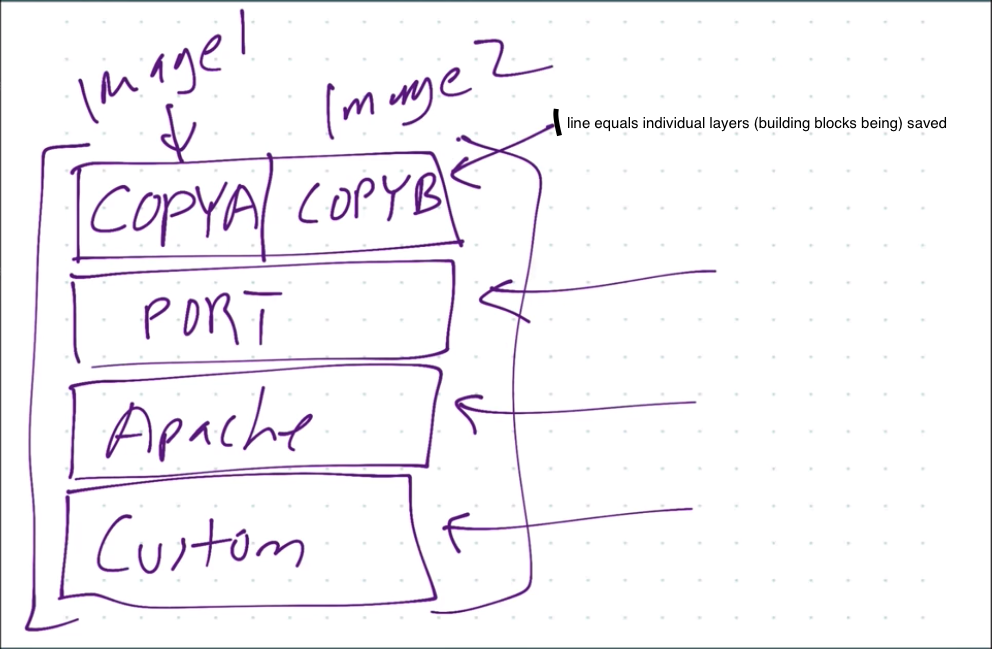 Image1
Image2
line equals individual layers (building blocks being) saved
COPYA COPYB
PORT
Apache
Custom